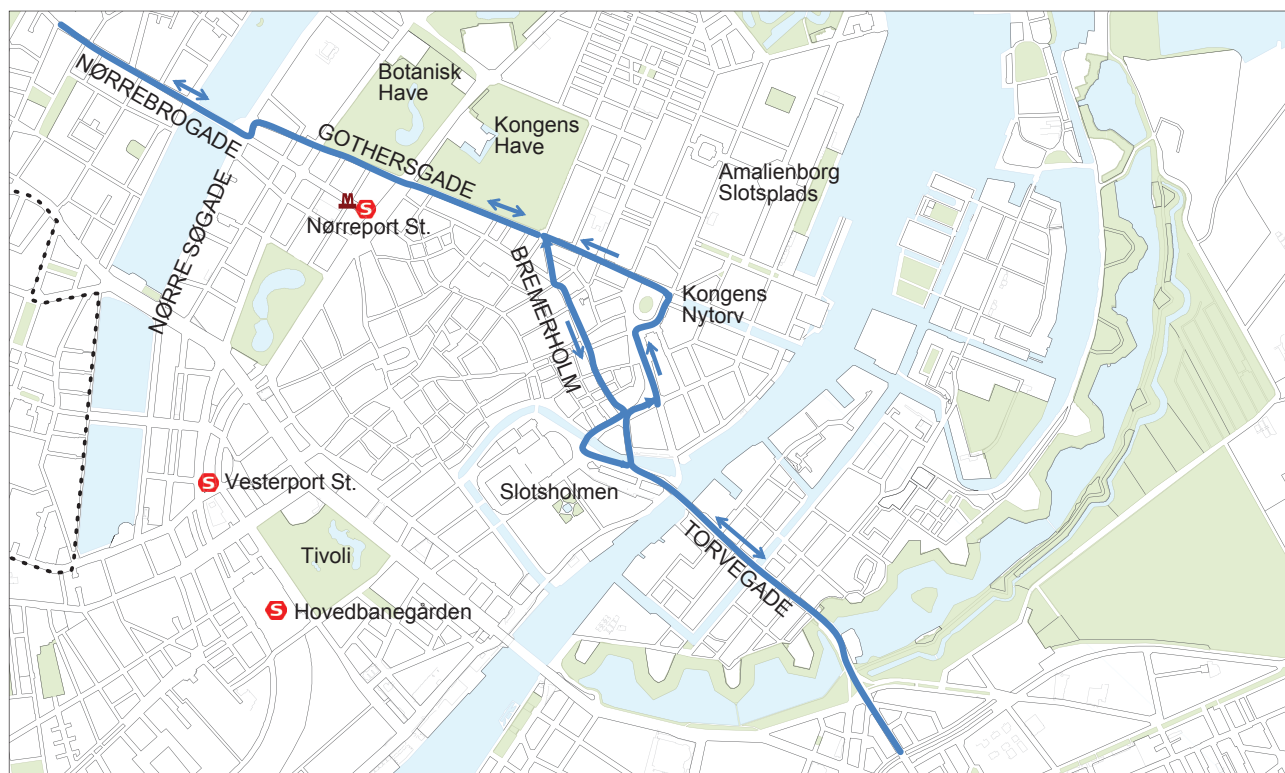 NØRREBROGADE
Botanisk
Have
Kongens
Have
GOTHERSGADE
Amalienborg
Slotsplads
M
S
Nørreport St.
NØRRE SØGADE
BREMERHOLM
Kongens
Nytorv
S
Vesterport St.
Slotsholmen
TORVEGADE
Tivoli
S
Hovedbanegården